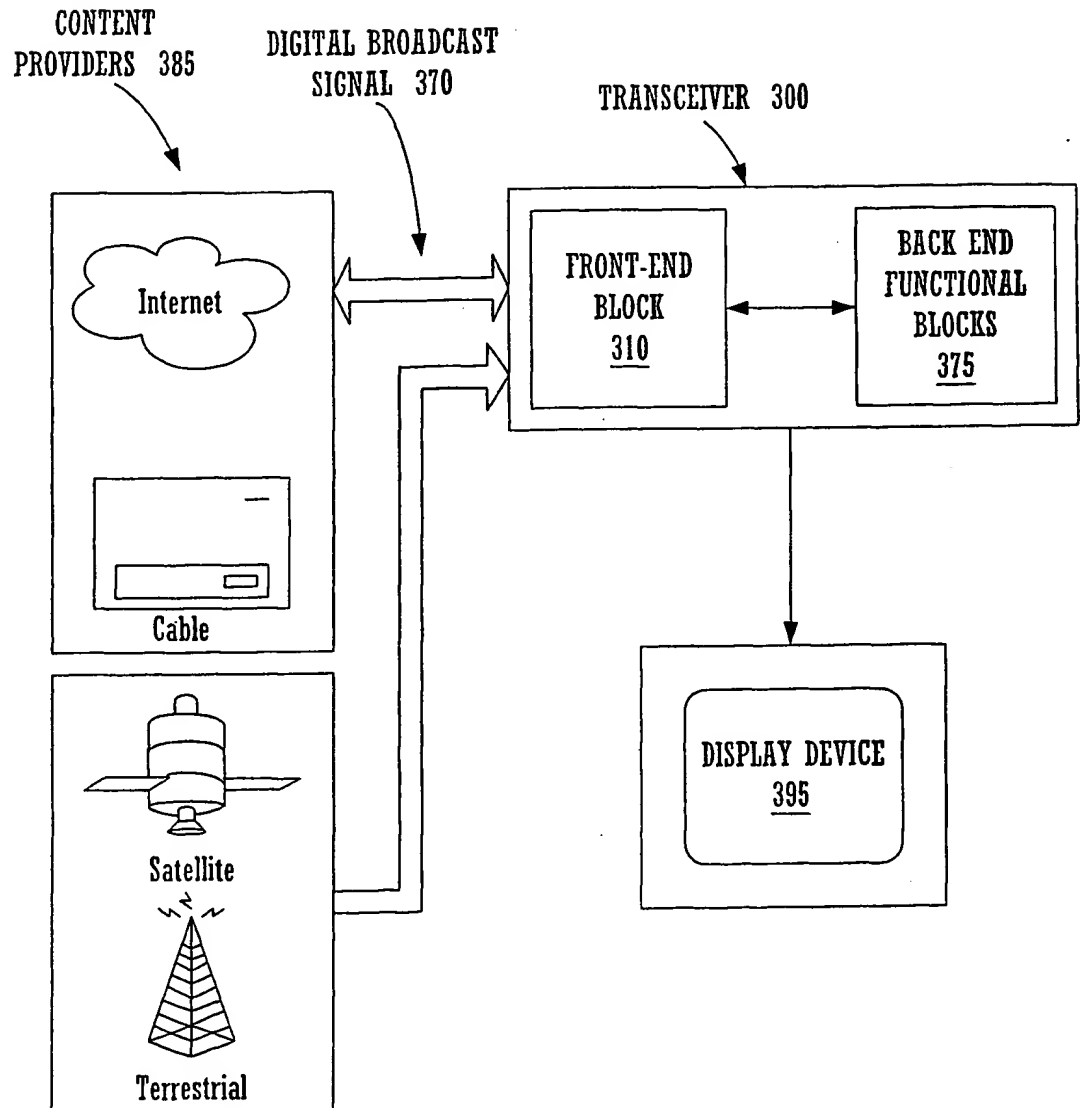 CONTENT
PROVIDERS 385
DIGITAL BROADCAST
SIGNAL 370
TRANSCEIVER 300
Internet
Cable
Satellite
Terrestrial
FRONT-END
BLOCK
310
BACK END
FUNCTIONAL
BLOCKS
375
DISPLAY DEVICE
395